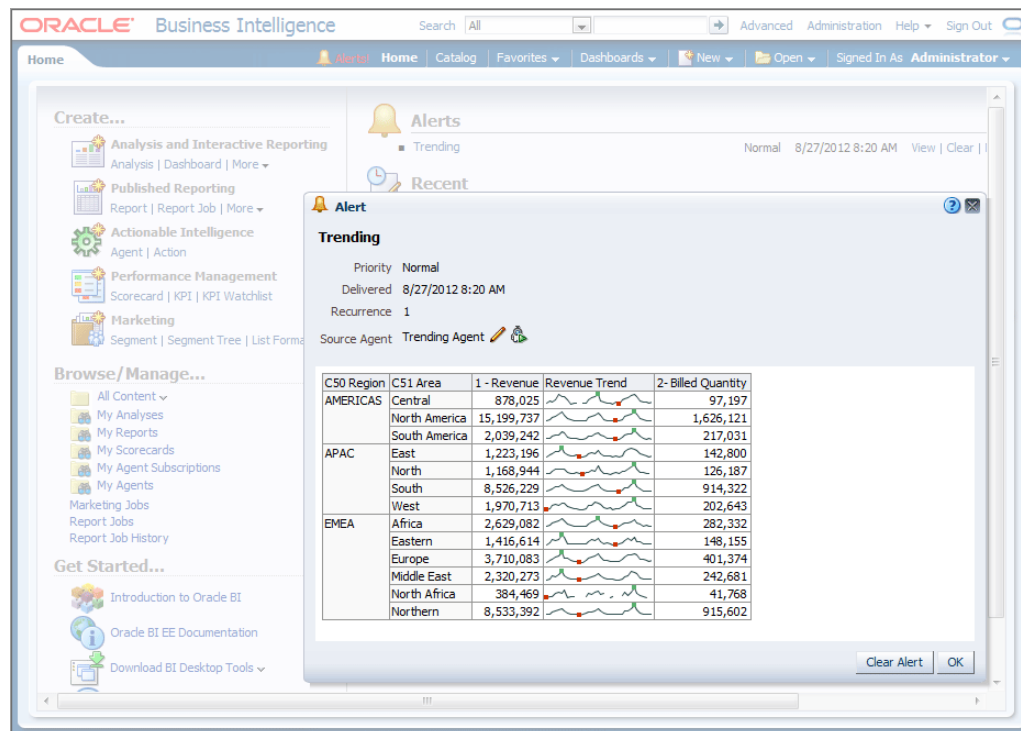 ORACLE Business Intelligence Search All Advanced Administration Help Sign Out
Home Alerts! Home Catalog Favorites Dashboards New Open Signed In As Administrator
Create...
Analysis and Interactive Reporting
Analysis | Dashboard | More
Published Reporting
Report | Report Job | More
Actionable Intelligence
Agent | Action
Performance Management
Scorecard | KPI | KPI Watchlist
Marketing
Segment | Segment Tree | List Forma
Browse/Manage...
All Content
My Analyses
My Reports
My Scorecards
My Agent Subscriptions
My Agents
Marketing Jobs
Report Jobs
Report Job History
Get Started...
Introduction to Oracle BI
Oracle BI EE Documentation
Download BI Desktop Tools
Alerts
Trending Normal 8/27/2012 8:20 AM View | Clear |
Recent
Alert
Trending
Priority Normal
Delivered 8/27/2012 8:20 AM
Recurrence 1
Source Agent Trending Agent
C50 Region C51 Area 1 - Revenue Revenue Trend 2- Billed Quantity
AMERICAS Central 878,025 97,197
North America 15,199,737 1,626,121
South America 2,039,242 217,031
APAC East 1,223,196 142,800
North 1,168,944 126,187
South 8,526,229 914,322
West 1,970,713 202,643
EMEA Africa 2,629,082 282,332
Eastern 1,416,614 148,155
Europe 3,710,083 401,374
Middle East 2,320,273 242,681
North Africa 384,469 41,768
Northern 8,533,392 915,602
Clear Alert OK